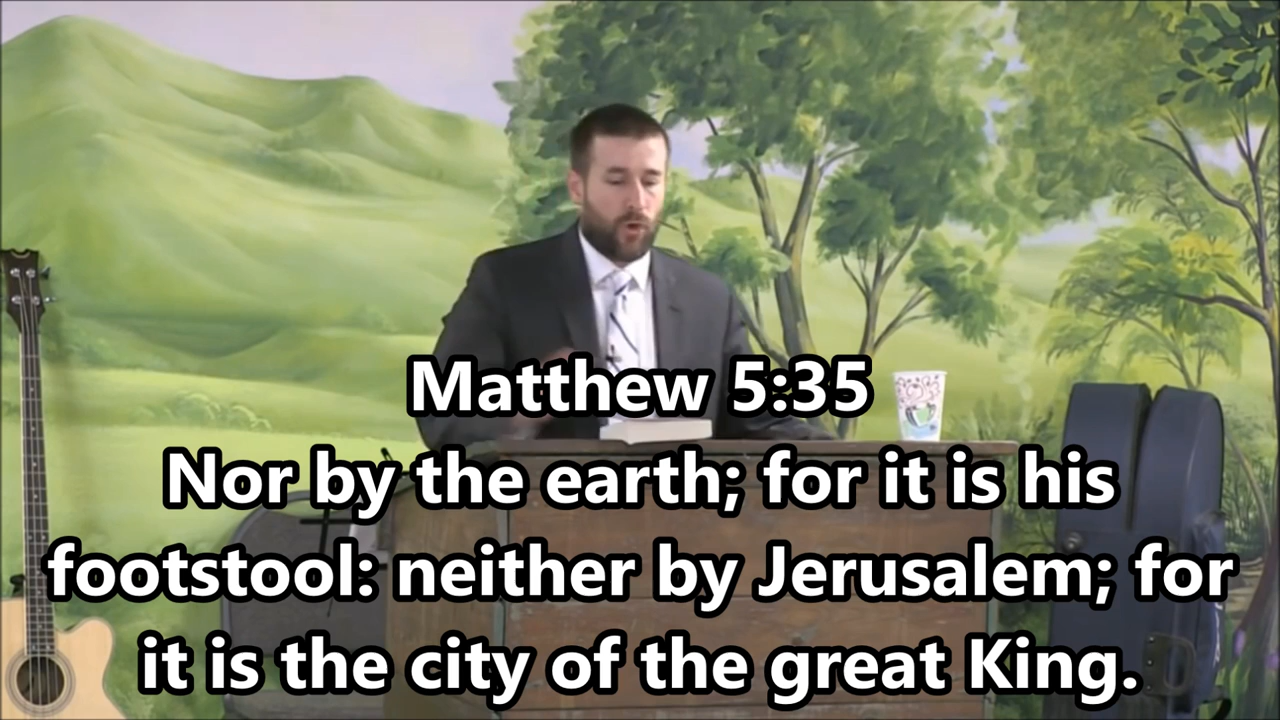 Matthew 5:35
Nor by the earth; for it is his
footstool: neither by Jerusalem; for
it is the city of the great King.